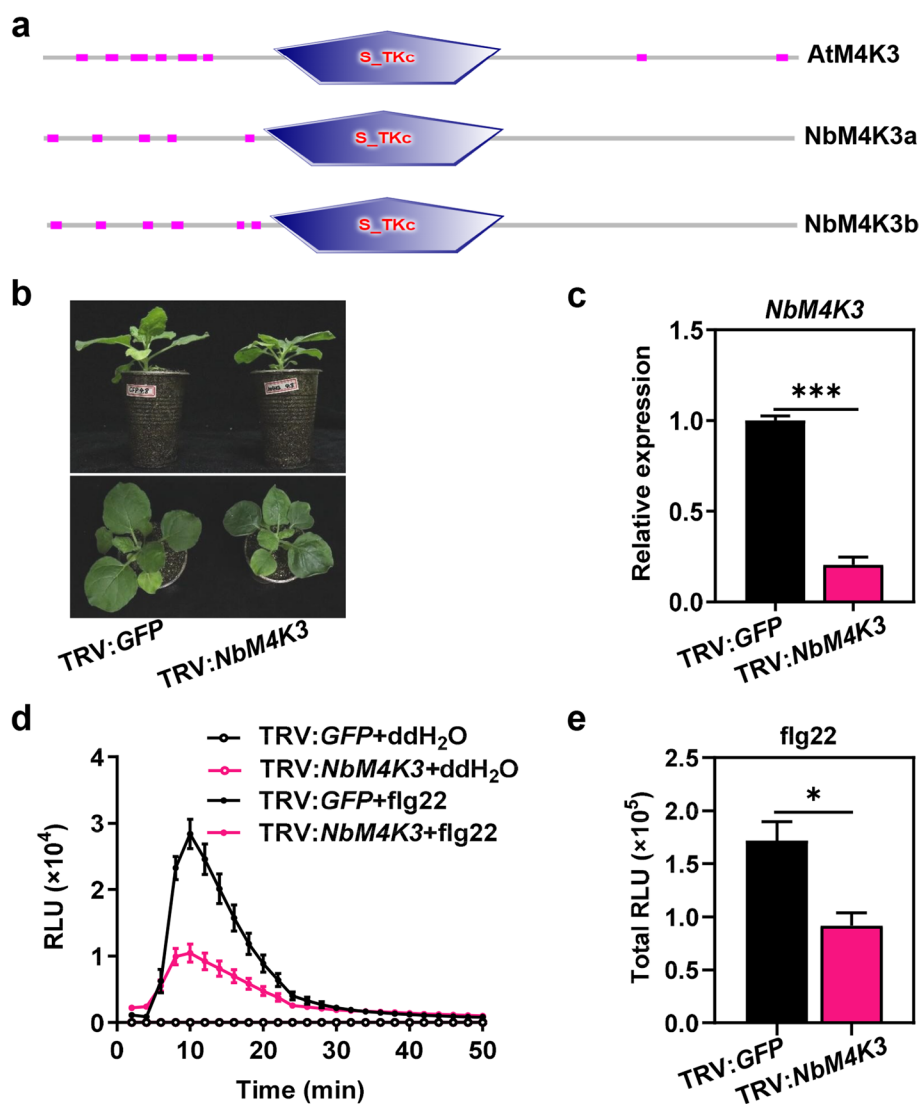 a
S_TKc
AtM4K3
S_TKc
NbM4K3a
S_TKc
NbM4K3b
b
TRV:GFP
TRV:NbM4K3
c
NbM4K3
Relative expression
1.5
1.0
0.5
0.0
***
TRV:GFP
TRV:NbM4K3
d
TRV:GFP+ddH₂O
TRV:NbM4K3+ddH₂O
TRV:GFP+flg22
TRV:NbM4K3+flg22
RLU (×10⁴)
4
3
2
1
0
0 10 20 30 40 50
Time (min)
e
flg22
Total RLU (×10⁵)
2.5
2.0
1.5
1.0
0.5
0.0
*
TRV:GFP
TRV:NbM4K3